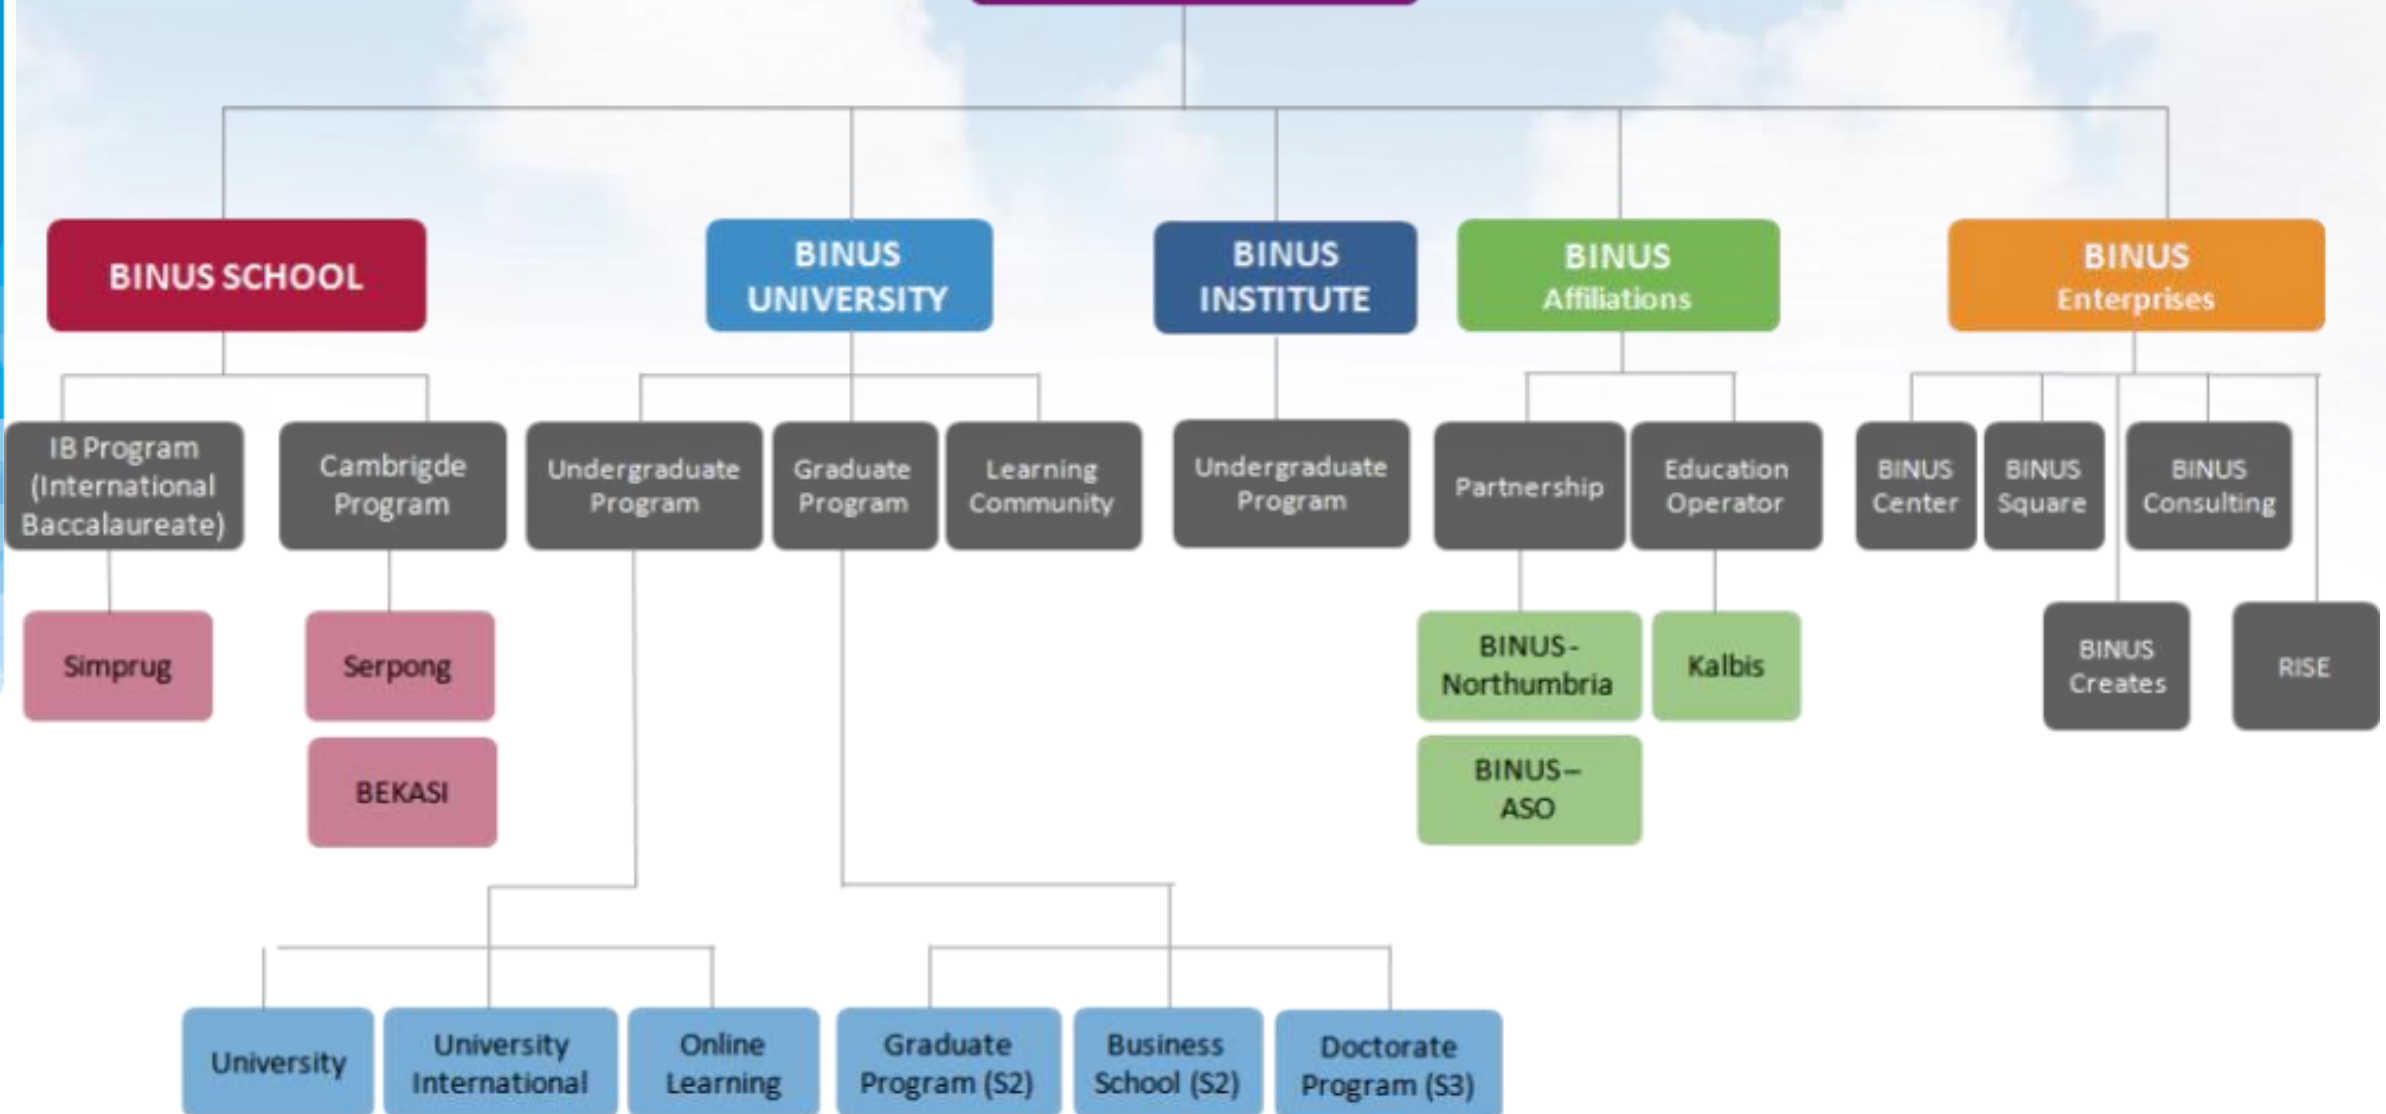 BINUS SCHOOL
BINUS
UNIVERSITY
BINUS
INSTITUTE
BINUS
Affiliations
BINUS
Enterprises
IB Program
(International
Baccalaureate)
Cambrigde
Program
Undergraduate
Program
Graduate
Program
Learning
Community
Undergraduate
Program
Partnership
Education
Operator
BINUS
Center
BINUS
Square
BINUS
Consulting
Simprug
Serpong
BINUS-
Northumbria
Kalbis
BINUS
Creates
RISE
BEKASI
BINUS–
ASO
University
University
International
Online
Learning
Graduate
Program (S2)
Business
School (S2)
Doctorate
Program (S3)